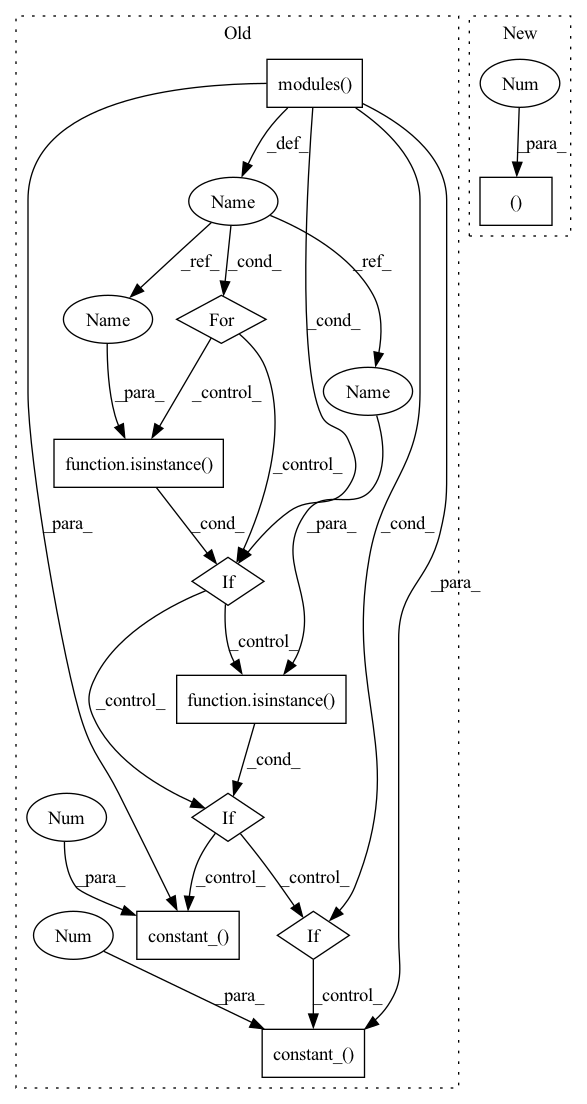 Old
New
modules()
Num
_def_
_para_
Name
()
_ref_
_cond_
_ref_
_cond_
Name
For
Name
_para_
_control_
function.isinstance()
_control_
_para_
_cond_
_para_
_cond_
_para_
If
_control_
function.isinstance()
_control_
_cond_
Num
If
_para_
_control_
_control_
Num
constant_()
If
_para_
_control_
constant_()